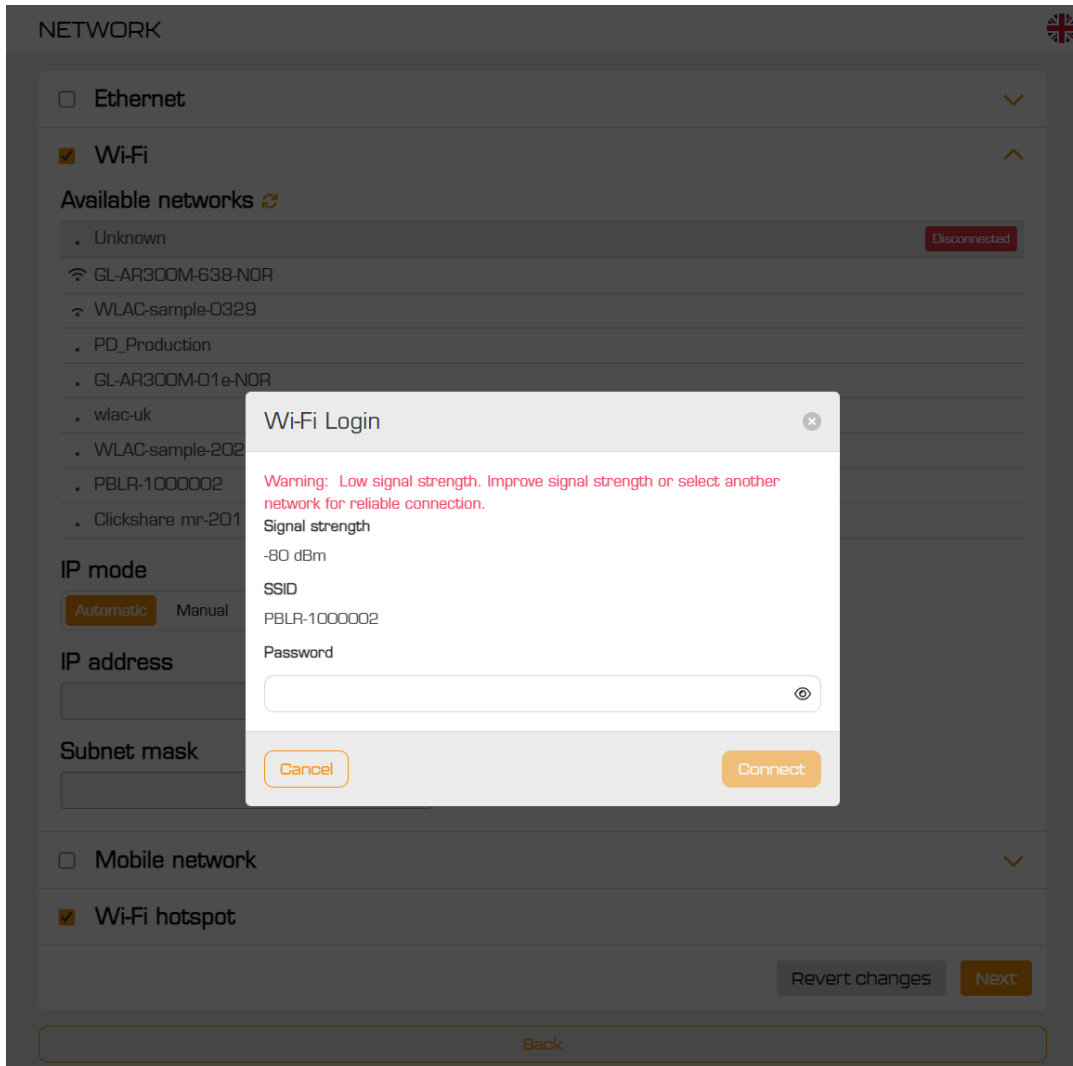 NETWORK
Ethernet
Wi-Fi
Available networks
Unknown
Disconnected
GL-AR300M-638-NOR
WLAC-sample-0329
PD_Production
GL-AR300M-01e-NOR
wlac-uk
WLAC-sample-202
PBLR-1000002
Clickshare mr-201
Wi-Fi Login
Warning: Low signal strength. Improve signal strength or select another
network for reliable connection.
Signal strength
-80 dBm
SSID
PBLR-1000002
Password
Cancel
Connect
IP mode
Automatic
Manual
IP address
Subnet mask
Mobile network
Wi-Fi hotspot
Revert changes
Next
Back